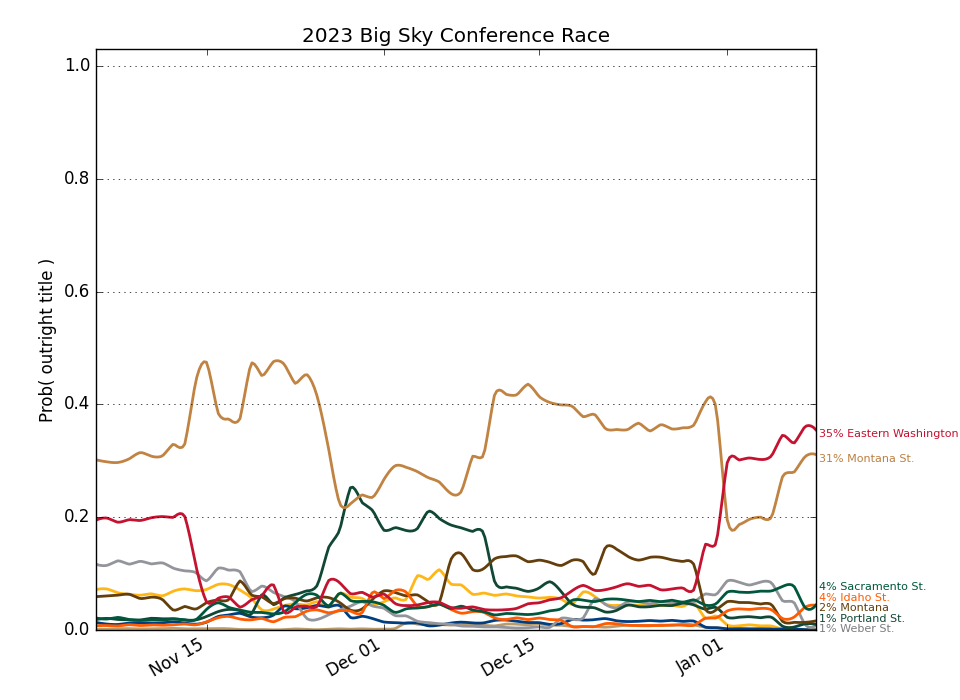 2023 Big Sky Conference Race
Prob( outright title )
1.0
0.8
0.6
0.4
0.2
0.0
Nov 15
Dec 01
Dec 15
Jan 01
35% Eastern Washington
31% Montana St.
4% Sacramento St.
4% Idaho St.
2% Montana
1% Portland St.
1% Weber St.